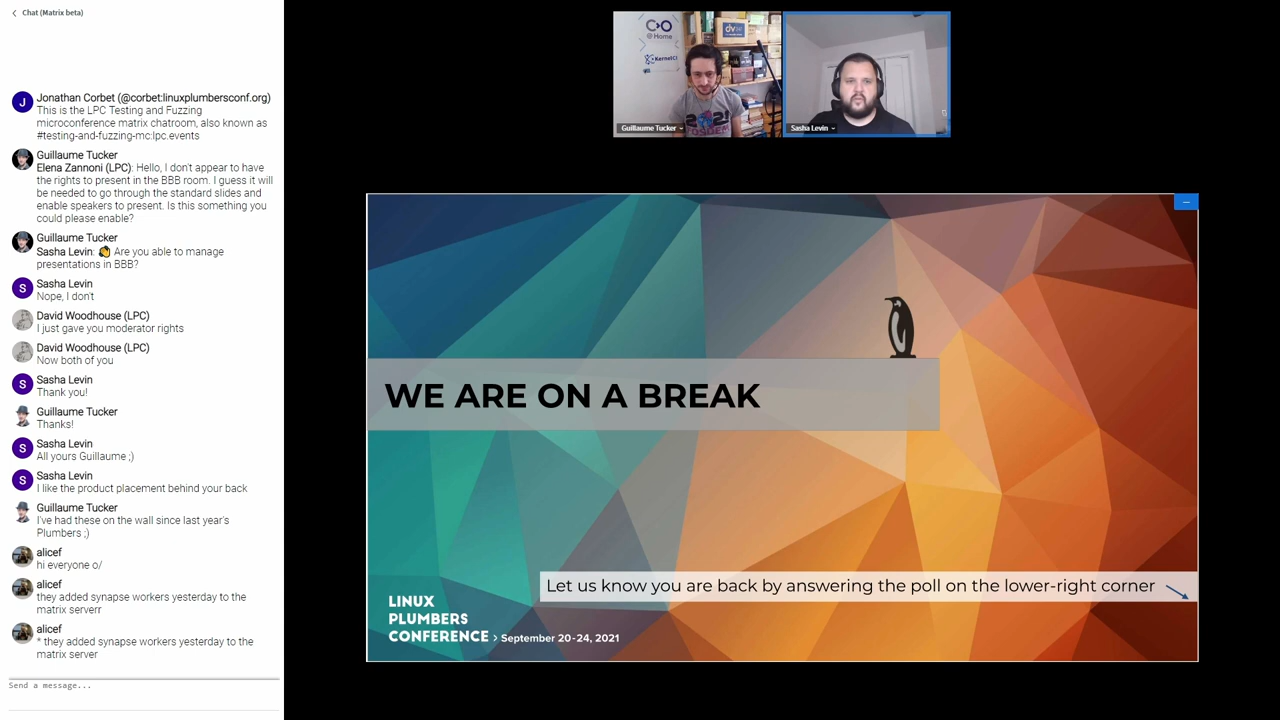 Chat (Matrix beta)
Jonathan Corbet (@corbet:linuxplumbersconf.org)
This is the LPC Testing and Fuzzing
microconference matrix chatroom, also known as
#testing-and-fuzzing-mc:lpc.events
Guillaume Tucker
Elena Zannoni (LPC): Hello, I don't appear to have
the rights to present in the BBB room. I guess it will
be needed to go through the standard slides and
enable speakers to present. Is this something you
could please enable?
Guillaume Tucker
Sasha Levin: 👏 Are you able to manage
presentations in BBB?
Sasha Levin
Nope, I don't
David Woodhouse (LPC)
I just gave you moderator rights
David Woodhouse (LPC)
Now both of you
Sasha Levin
Thank you!
Guillaume Tucker
Thanks!
Sasha Levin
All yours Guillaume ;)
Sasha Levin
I like the product placement behind your back
Guillaume Tucker
I've had these on the wall since last year's
Plumbers ;)
alicef
hi everyone o/
alicef
they added synapse workers yesterday to the
matrix serverr
alicef
* they added synapse workers yesterday to the
matrix server
Send a message...
@ Home
KernelCI
dv
2021
FOSDEM
Guillaume Tucker
Sasha Levin
WE ARE ON A BREAK
Let us know you are back by answering the poll on the lower-right corner
LINUX
PLUMBERS
CONFERENCE > September 20-24, 2021
J
S
S
S
S
S